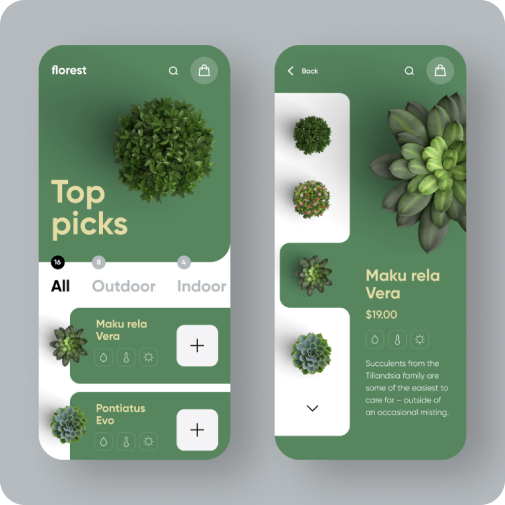 florest
Top
picks
16
8
4
All
Outdoor
Indoor
Maku rela
Vera
Pontiatus
Evo
Back
Maku rela
Vera
$19.00
Succulents from the
Tillandsia family are
some of the easiest to
care for – outside of
an occasional misting.